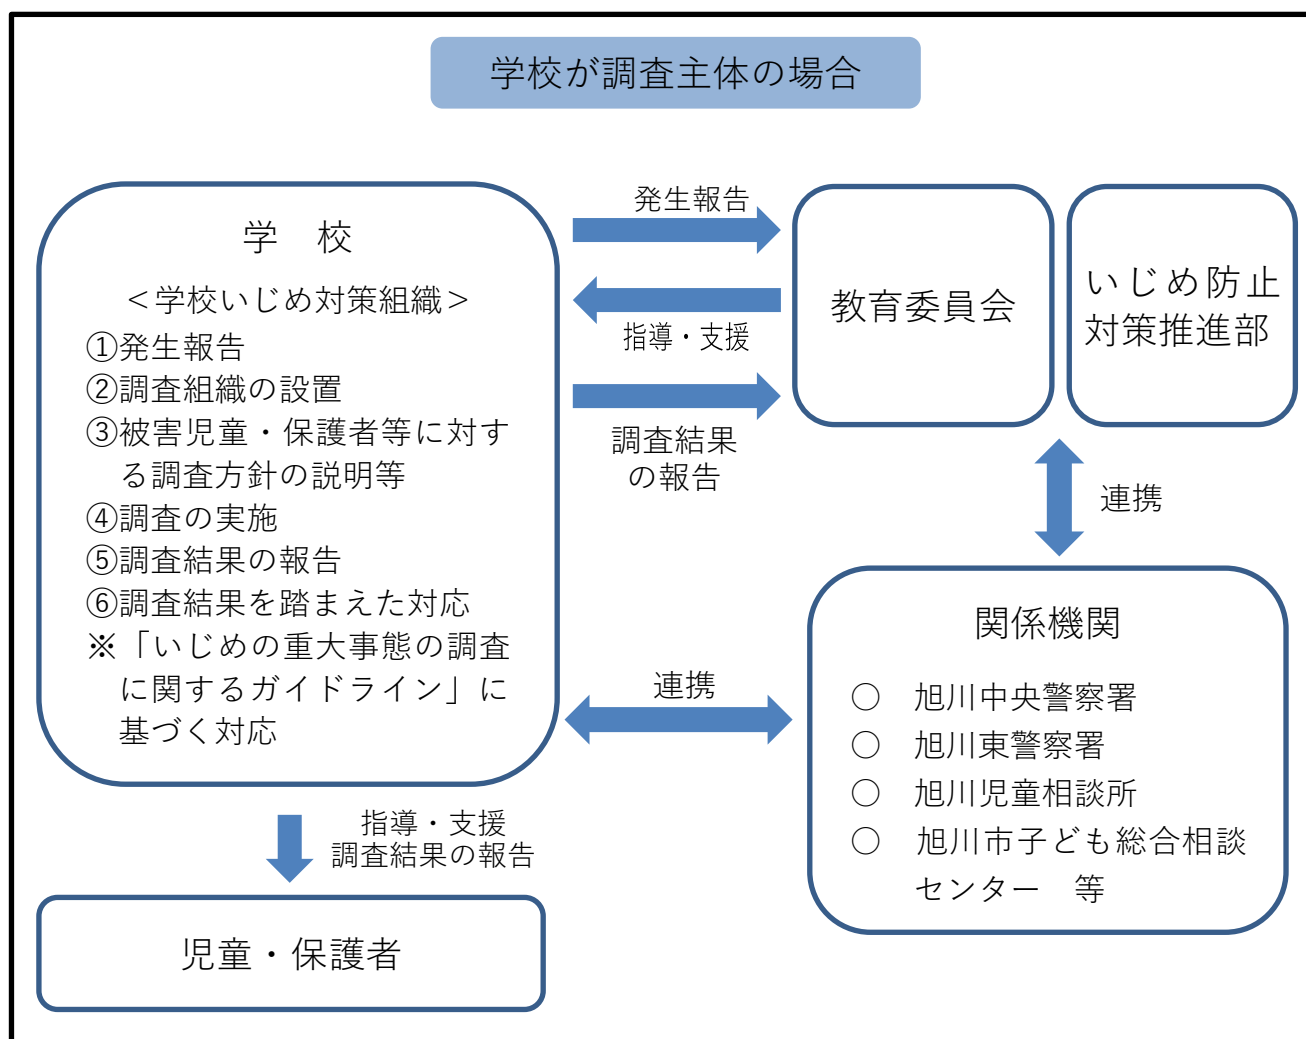 学校が調査主体の場合
学　校
＜学校いじめ対策組織＞
①発生報告
②調査組織の設置
③被害児童・保護者等に対す
る調査方針の説明等
④調査の実施
⑤調査結果の報告
⑥調査結果を踏まえた対応
※「いじめの重大事態の調査
に関するガイドライン」に
基づく対応
発生報告
指導・支援
調査結果
の報告
教育委員会
いじめ防止
対策推進部
連携
連携
関係機関
○　旭川中央警察署
○　旭川東警察署
○　旭川児童相談所
○　旭川市子ども総合相談
センター　等
指導・支援
調査結果の報告
児童・保護者